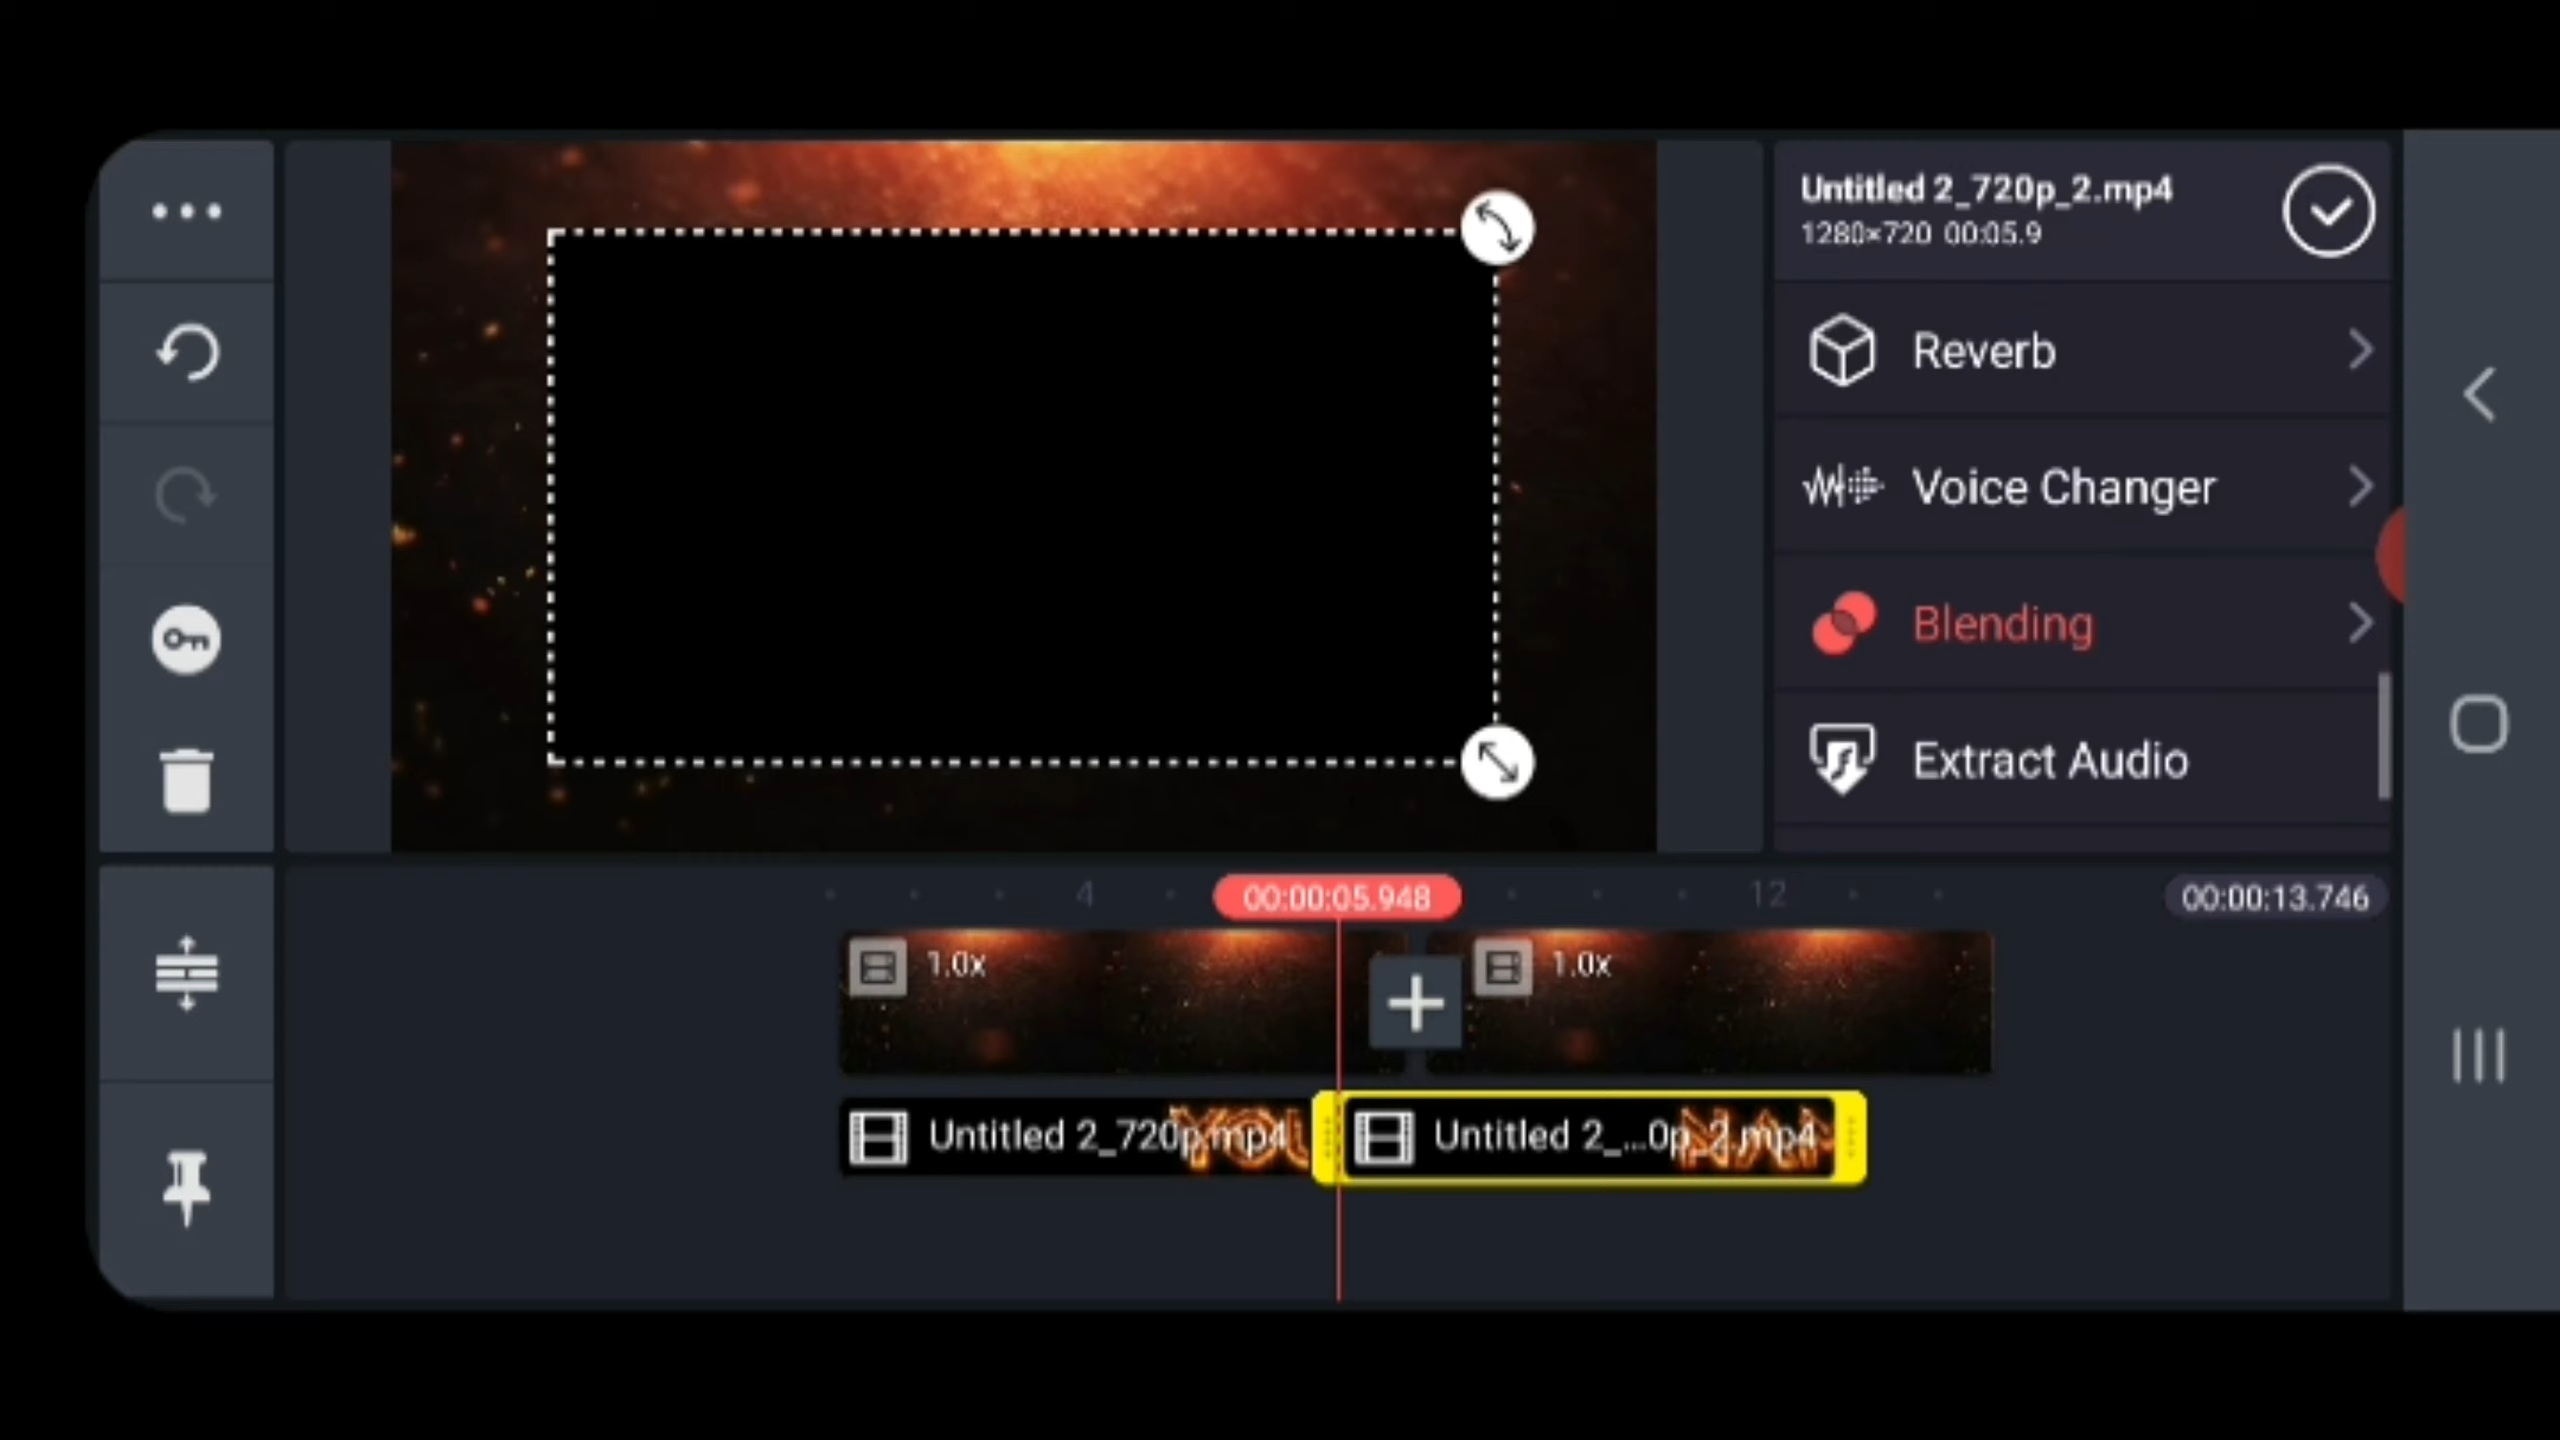 Untitled 2_720p_2.mp4
1280×720 00:05.9
Reverb
Voice Changer
Blending
Extract Audio
4
00:00:05.948
12
00:00:13.746
1.0x
1.0x
Untitled 2_720p.mp4
YOU
Untitled 2_...0p_2.mp4